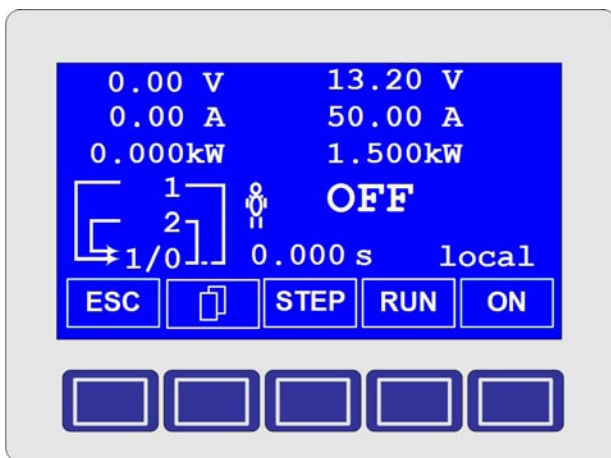 0.00 V 13.20 V
0.00 A 50.00 A
0.000kW 1.500kW
1 OFF
2
1/0 0.000 s local
ESC STEP RUN ON